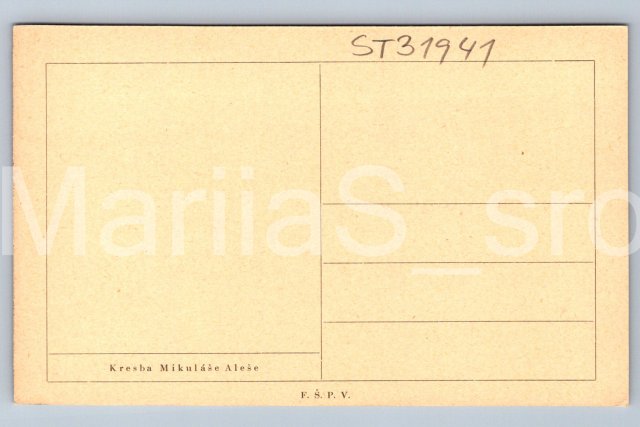 ST31941
MariiaS_sro
Kresba Mikuláše Aleše
F. Š. P. V.